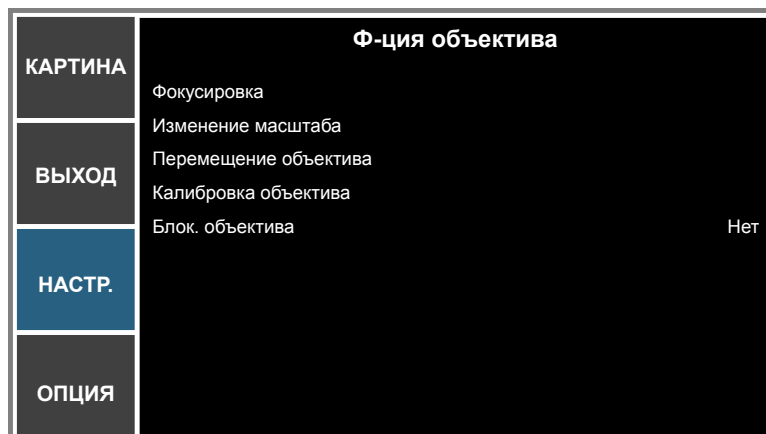 КАРТИНА
ВЫХОД
НАСТР.
ОПЦИЯ
Ф-ция объектива
Фокусировка
Изменение масштаба
Перемещение объектива
Калибровка объектива
Блок. объектива Нет